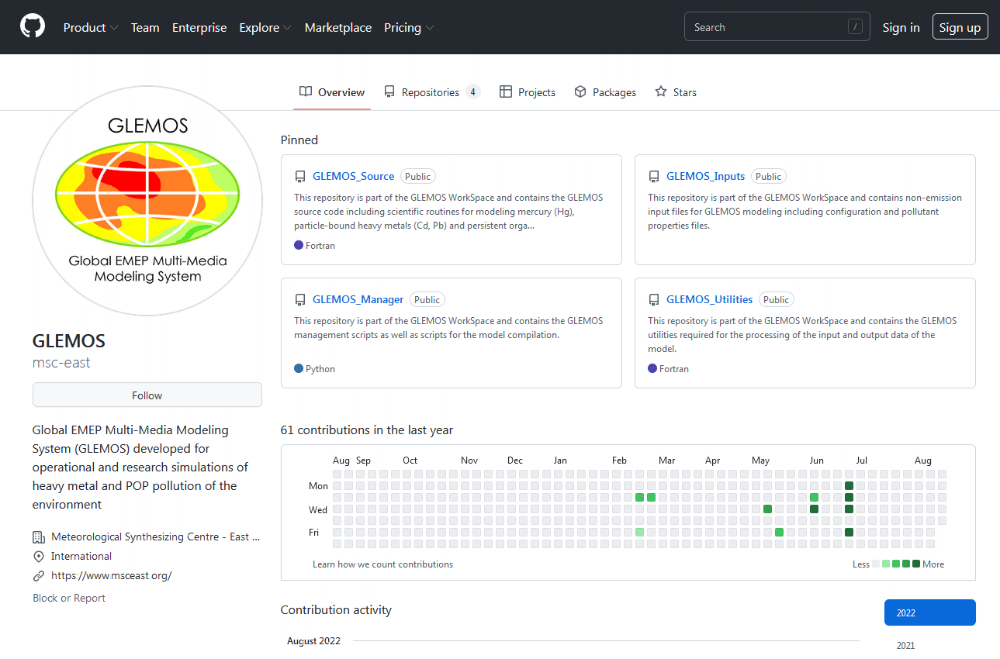 Product Team Enterprise Explore Marketplace Pricing Search / Sign in Sign up
Overview Repositories 4 Projects Packages Stars
GLEMOS
Global EMEP Multi-Media
Modeling System
GLEMOS
msc-east
Follow
Global EMEP Multi-Media Modeling
System (GLEMOS) developed for
operational and research simulations of
heavy metal and POP pollution of the
environment
Meteorological Synthesizing Centre - East ...
International
https://www.msceast.org/
Block or Report
Pinned
GLEMOS_Source Public
This repository is part of the GLEMOS WorkSpace and contains the GLEMOS
source code including scientific routines for modeling mercury (Hg),
particle-bound heavy metals (Cd, Pb) and persistent orga...
Fortran
GLEMOS_Inputs Public
This repository is part of the GLEMOS WorkSpace and contains non-emission
input files for GLEMOS modeling including configuration and pollutant
properties files.
GLEMOS_Manager Public
This repository is part of the GLEMOS WorkSpace and contains the GLEMOS
management scripts as well as scripts for the model compilation.
Python
GLEMOS_Utilities Public
This repository is part of the GLEMOS WorkSpace and contains the GLEMOS
utilities required for the processing of the input and output data of the
model.
Fortran
61 contributions in the last year
Aug Sep Oct Nov Dec Jan Feb Mar Apr May Jun Jul Aug
Mon
Wed
Fri
Learn how we count contributions
Less More
Contribution activity
2022
August 2022
2021